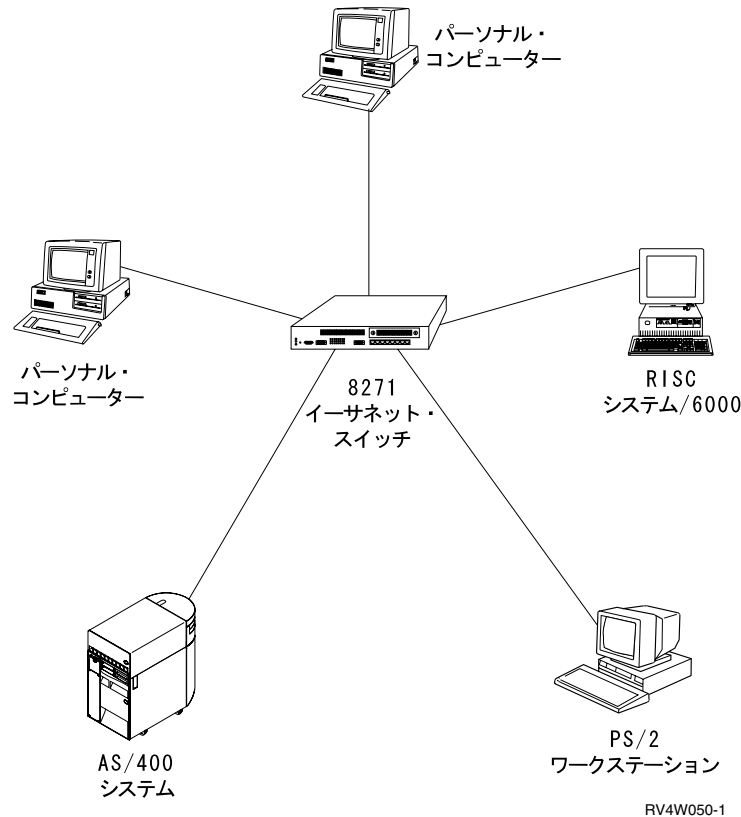 パーソナル・
コンピューター
パーソナル・
コンピューター
8271
イーサネット・
スイッチ
RISC
システム/6000
AS/400
システム
PS/2
ワークステーション
RV4W050-1